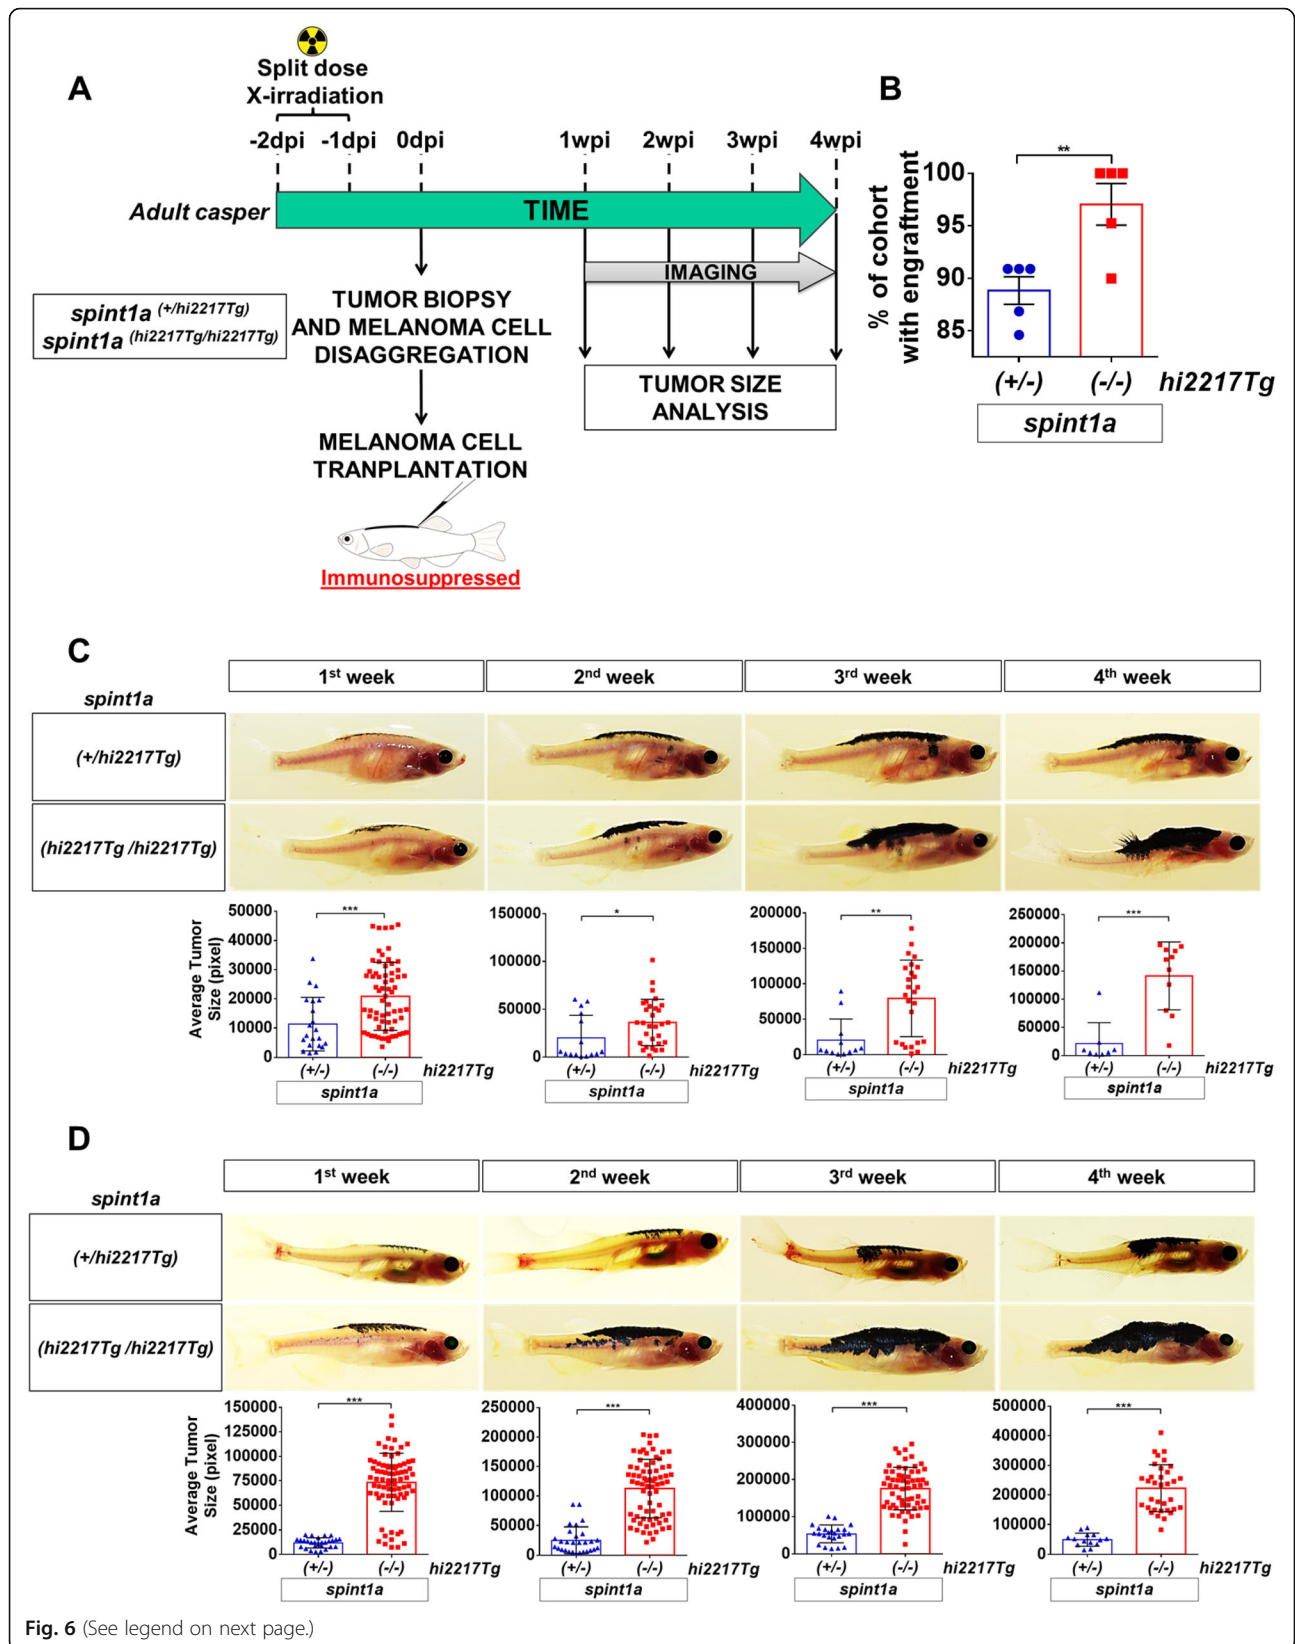 A
Split dose
X-irradiation
-2dpi -1dpi 0dpi 1wpi 2wpi 3wpi 4wpi
Adult casper
TIME
IMAGING
spint1a (+/hi2217Tg)
spint1a (hi2217Tg/hi2217Tg)
TUMOR BIOPSY
AND MELANOMA CELL
DISAGGREGATION
TUMOR SIZE
ANALYSIS
MELANOMA CELL
TRANPLANTATION
Immunosuppressed
B
% of cohort
with engraftment
**
100
95
90
85
(+/-) (-/-) hi2217Tg
spint1a
C
1st week 2nd week 3rd week 4th week
spint1a
(+/hi2217Tg)
(hi2217Tg /hi2217Tg)
Average Tumor
Size (pixel)
50000
40000
30000
20000
10000
0
***
(+/-) (-/-) hi2217Tg
spint1a
150000
100000
50000
0
*
(+/-) (-/-) hi2217Tg
spint1a
200000
150000
100000
50000
0
**
(+/-) (-/-) hi2217Tg
spint1a
250000
200000
150000
100000
50000
0
***
(+/-) (-/-) hi2217Tg
spint1a
D
1st week 2nd week 3rd week 4th week
spint1a
(+/hi2217Tg)
(hi2217Tg /hi2217Tg)
Average Tumor
Size (pixel)
150000
125000
100000
75000
50000
25000
0
***
(+/-) (-/-) hi2217Tg
spint1a
250000
200000
150000
100000
50000
0
***
(+/-) (-/-) hi2217Tg
spint1a
400000
300000
200000
100000
0
***
(+/-) (-/-) hi2217Tg
spint1a
500000
400000
300000
200000
100000
0
***
(+/-) (-/-) hi2217Tg
spint1a
Fig. 6 (See legend on next page.)